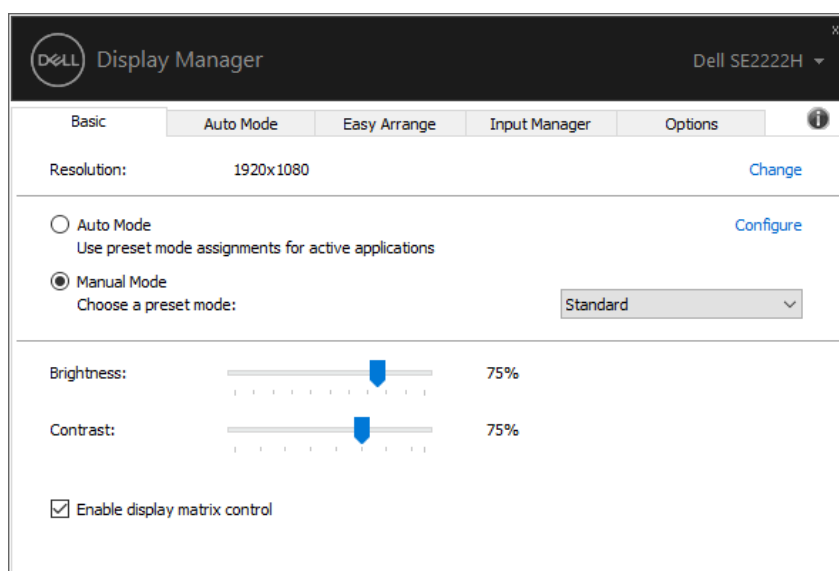 x
DELL Display Manager Dell SE2222H
Basic Auto Mode Easy Arrange Input Manager Options i
Resolution: 1920x1080 Change
Auto Mode Configure
Use preset mode assignments for active applications
Manual Mode
Choose a preset mode: Standard
Brightness: 75%
Contrast: 75%
Enable display matrix control